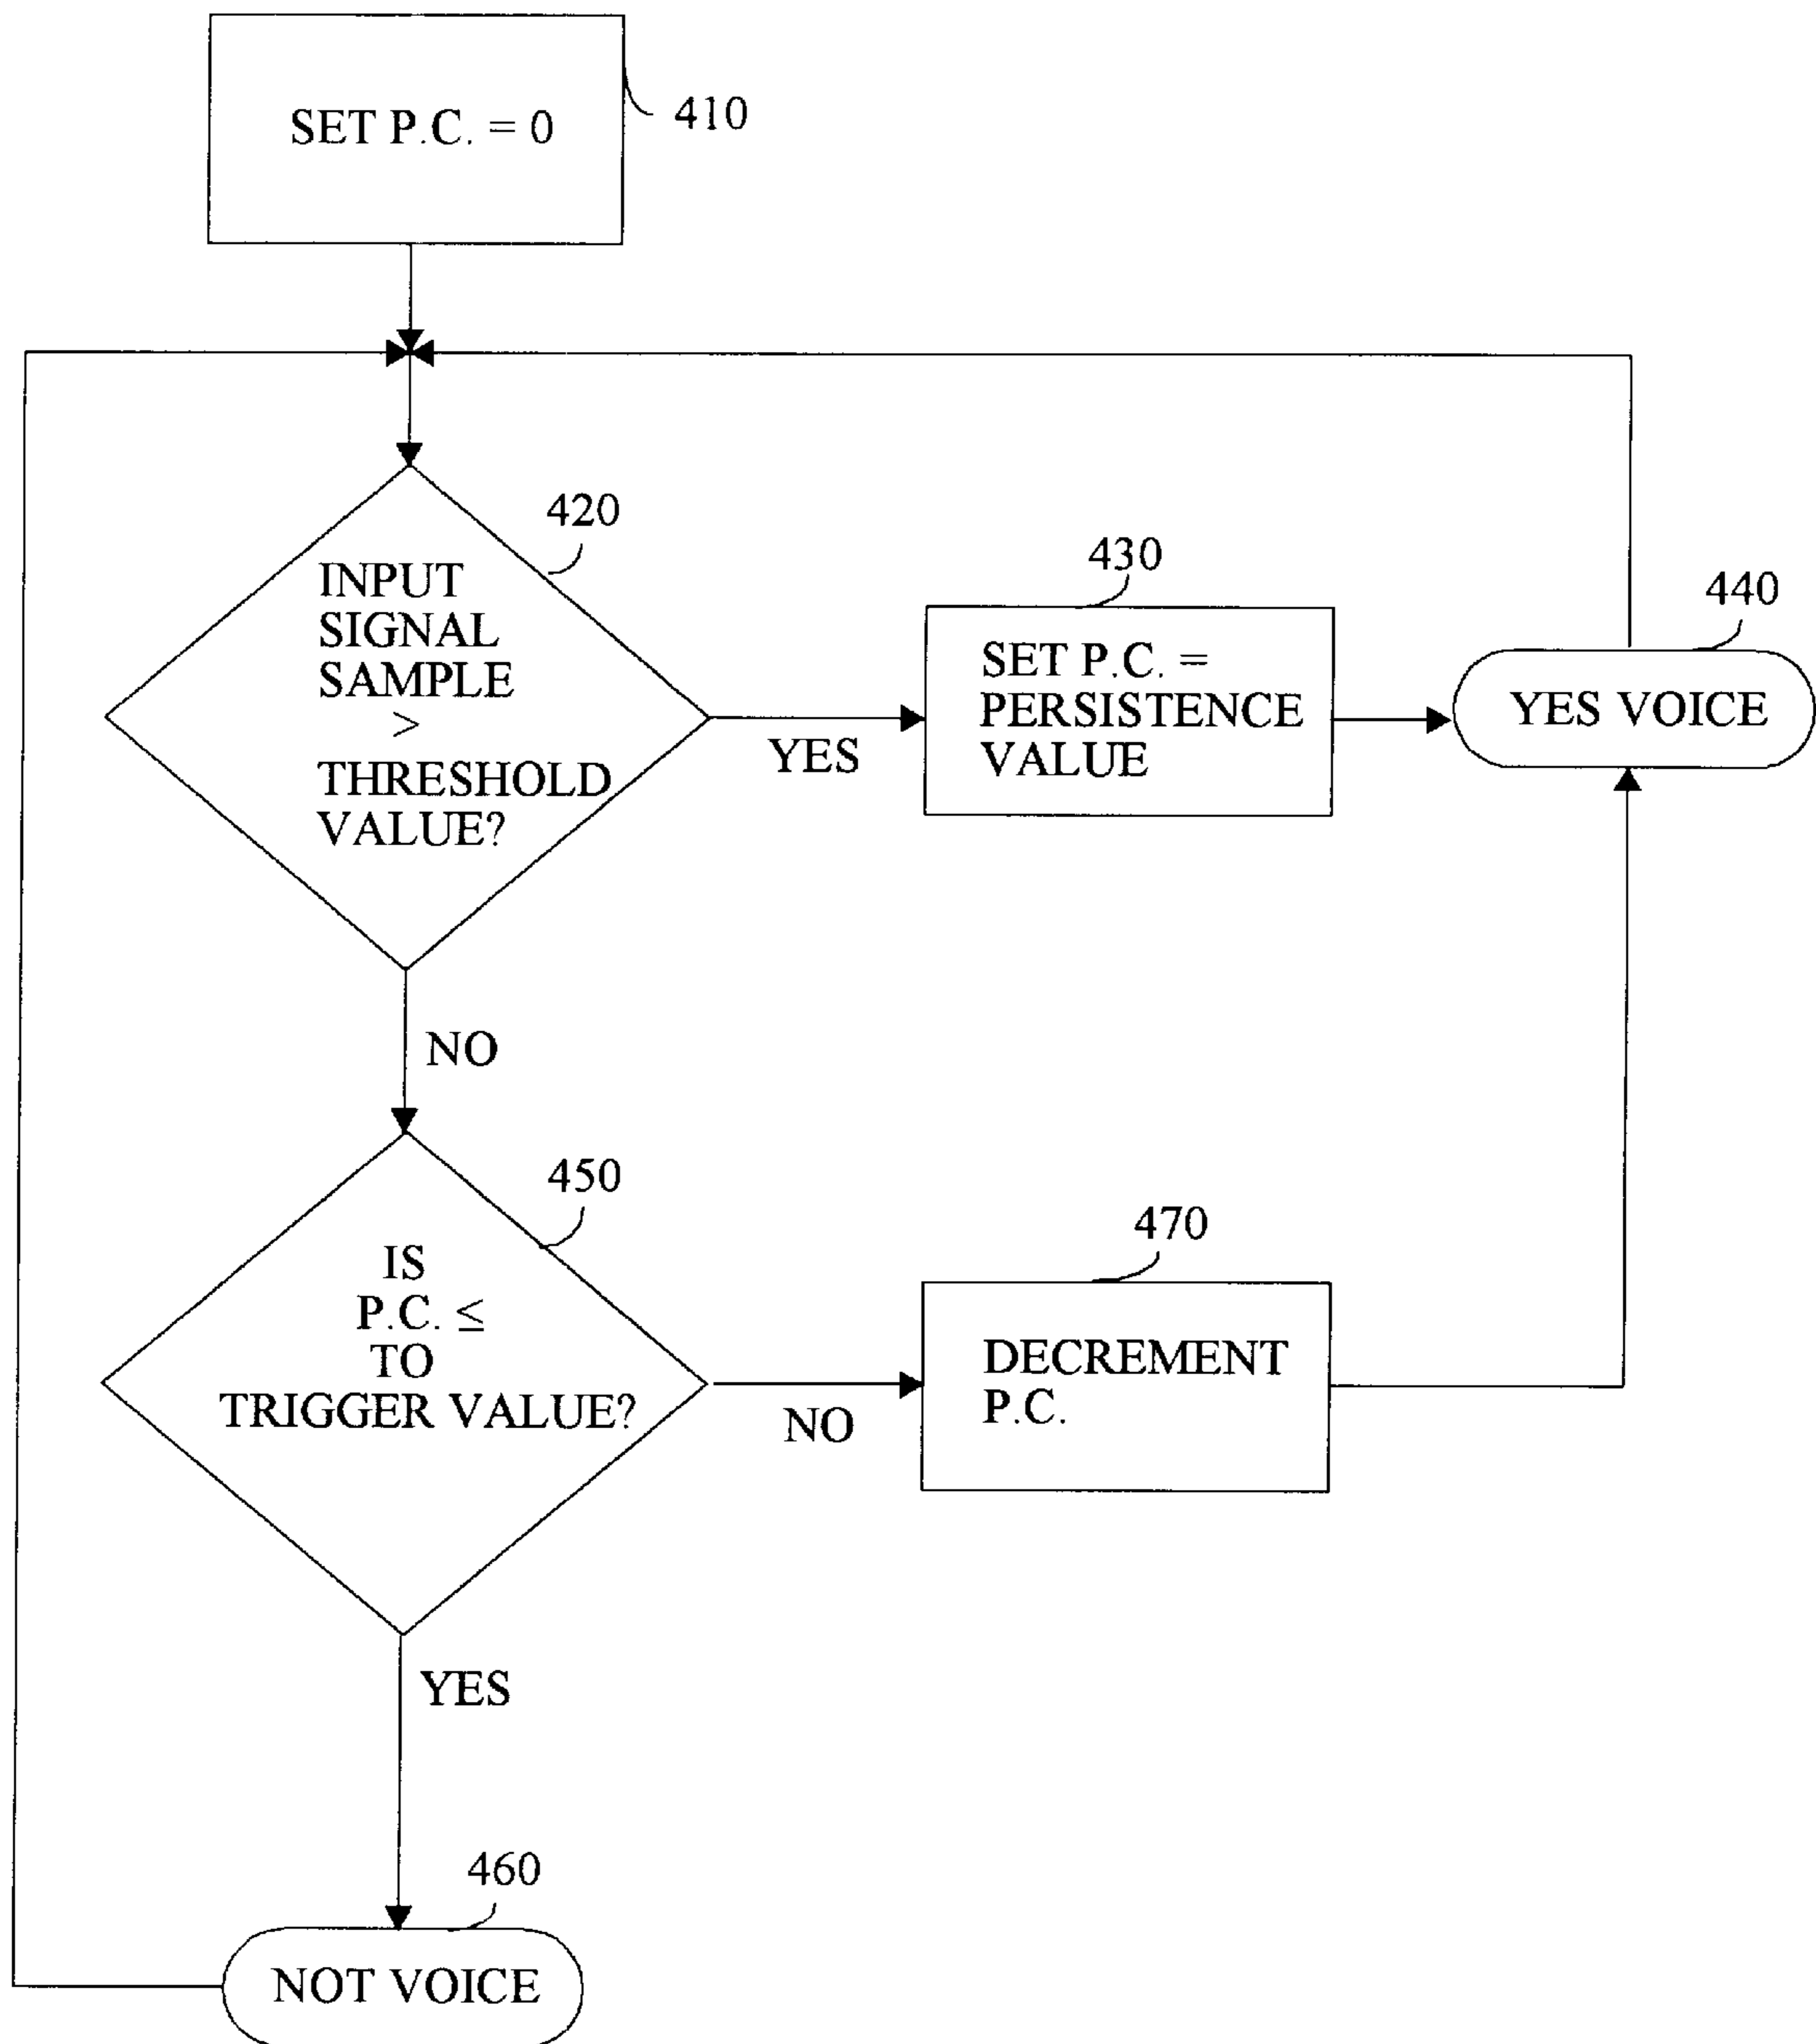 SET P.C. = 0
410
420
INPUT
SIGNAL
SAMPLE
>
THRESHOLD
VALUE?
YES
430
SET P.C. =
PERSISTENCE
VALUE
440
YES VOICE
NO
450
IS
P.C. ≤
TO
TRIGGER VALUE?
NO
470
DECREMENT
P.C.
YES
460
NOT VOICE